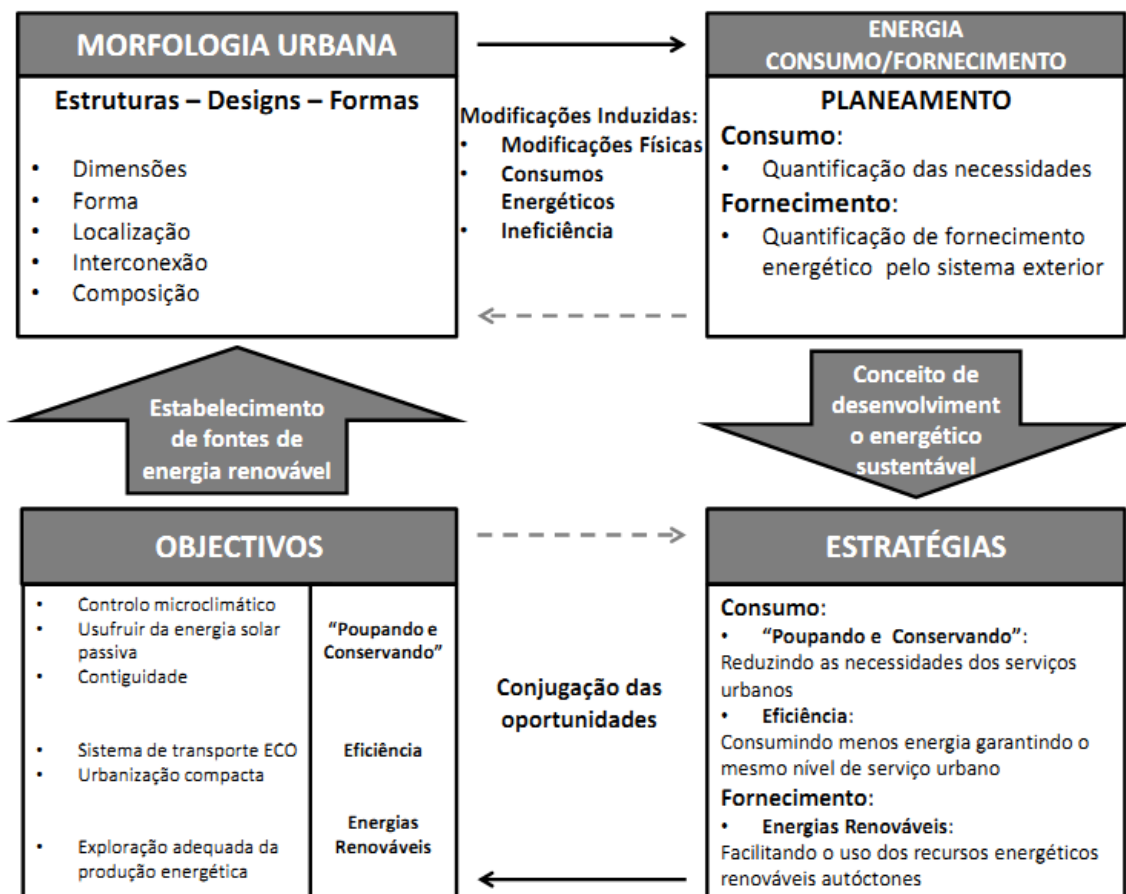 MORFOLOGIA URBANA
Estruturas – Designs – Formas
• Dimensões
• Forma
• Localização
• Interconexão
• Composição
Modificações Induzidas:
• Modificações Físicas
• Consumos
Energéticos
• Ineficiência
ENERGIA
CONSUMO/FORNECIMENTO
PLANEAMENTO
Consumo:
• Quantificação das necessidades
Fornecimento:
• Quantificação de fornecimento
energético pelo sistema exterior
Estabelecimento
de fontes de
energia renovável
Conceito de
desenvolviment
o energético
sustentável
OBJECTIVOS
• Controlo microclimático
• Usufruir da energia solar
passiva
• Contiguidade
“Poupando e
Conservando”
• Sistema de transporte ECO
• Urbanização compacta
Eficiência
• Exploração adequada da
produção energética
Energias
Renováveis
Conjugação das
oportunidades
ESTRATÉGIAS
Consumo:
• “Poupando e Conservando”:
Reduzindo as necessidades dos serviços
urbanos
• Eficiência:
Consumindo menos energia garantindo o
mesmo nível de serviço urbano
Fornecimento:
• Energias Renováveis:
Facilitando o uso dos recursos energéticos
renováveis autóctones